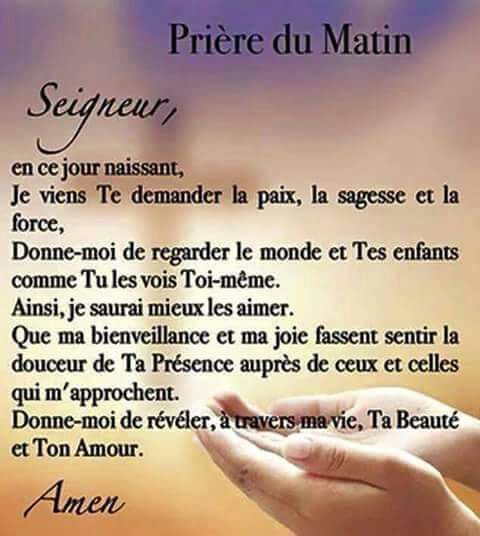 Prière du Matin
Seigneur,
en ce jour naissant,
Je viens Te demander la paix, la sagesse et la
force,
Donne-moi de regarder le monde et Tes enfants
comme Tu les vois Toi-même.
Ainsi, je saurai mieux les aimer.
Que ma bienveillance et ma joie fassent sentir la
douceur de Ta Présence auprès de ceux et celles
qui m'approchent.
Donne-moi de révéler, à travers ma vie, Ta Beauté
et Ton Amour.
Amen